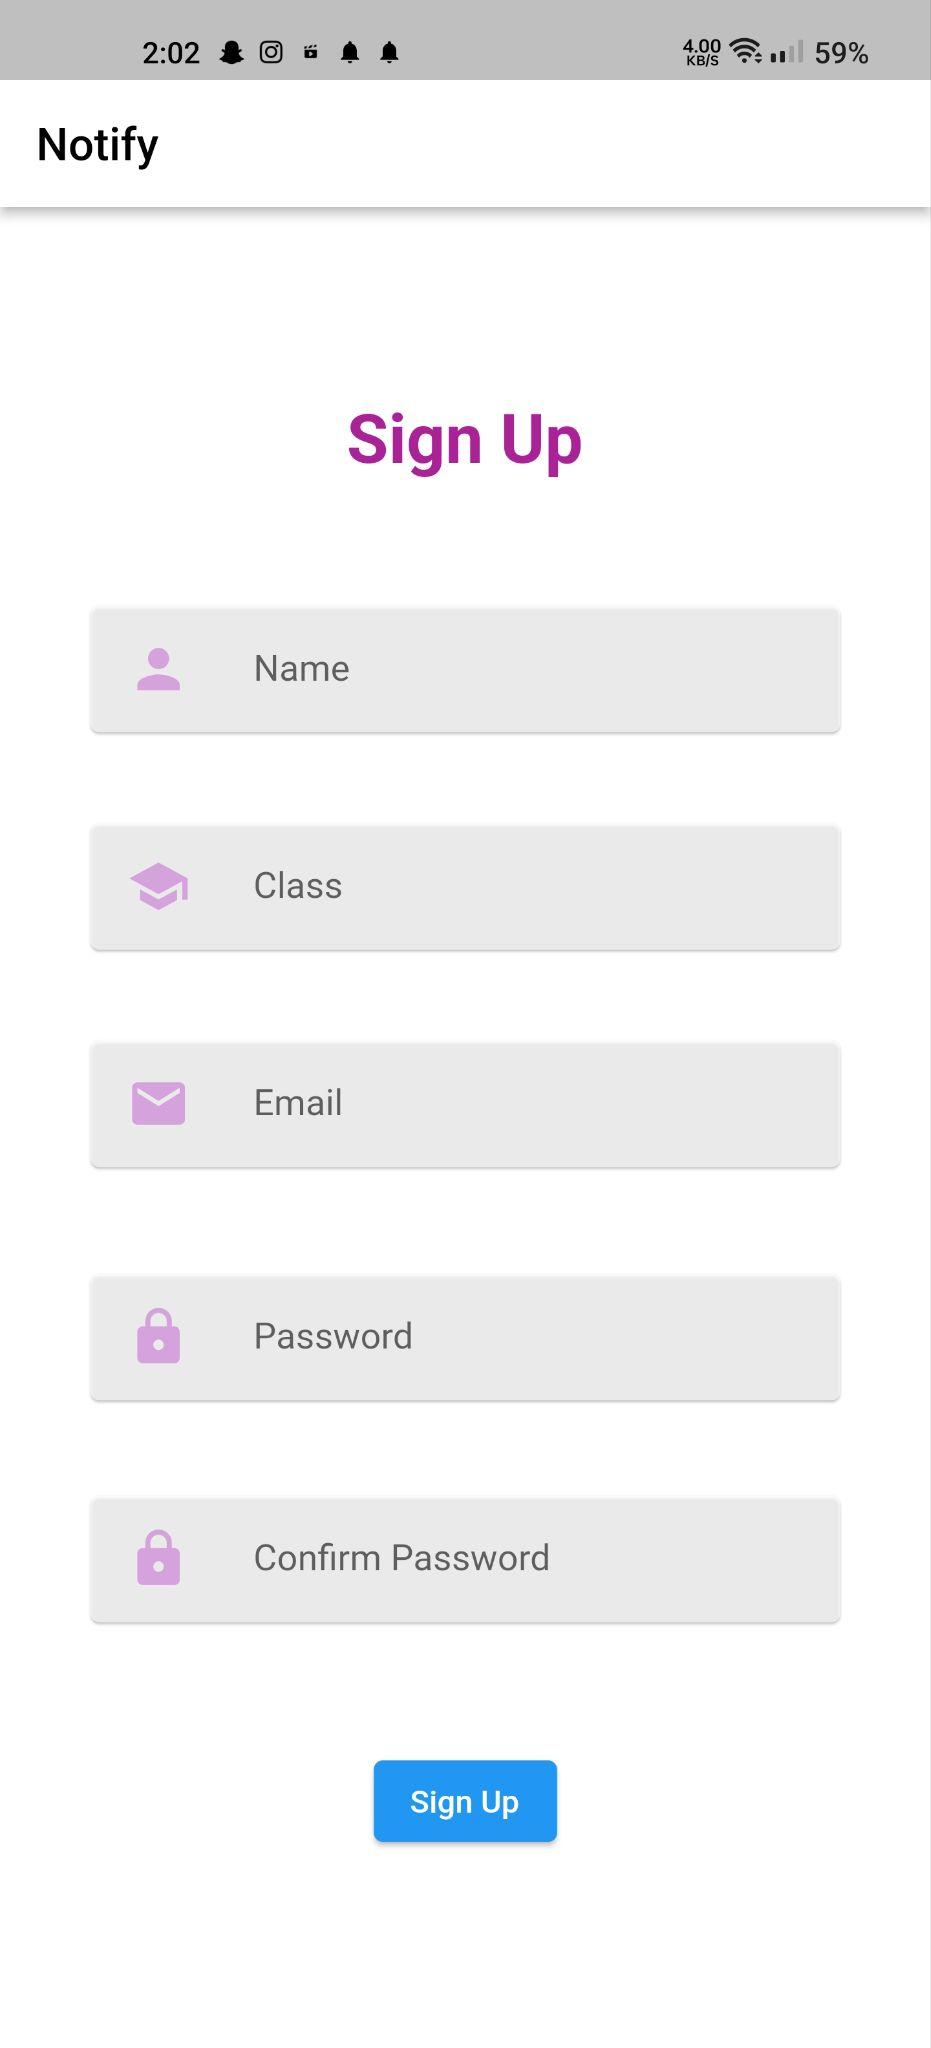 2:02 4.00 KB/S 59%
Notify
Sign Up
Name
Class
Email
Password
Confirm Password
Sign Up